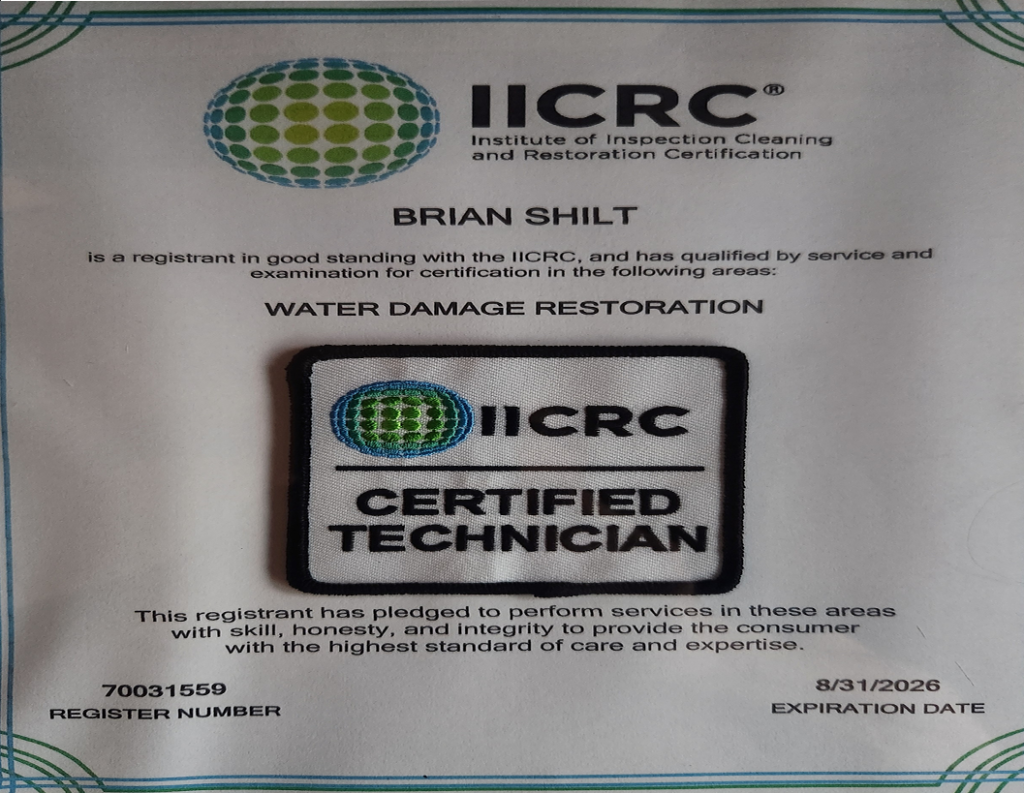 IICRC®
Institute of Inspection Cleaning
and Restoration Certification
BRIAN SHILT
is a registrant in good standing with the IICRC, and has qualified by service and
examination for certification in the following areas:
WATER DAMAGE RESTORATION
IICRC
CERTIFIED
TECHNICIAN
This registrant has pledged to perform services in these areas
with skill, honesty, and integrity to provide the consumer
with the highest standard of care and expertise.
70031559
REGISTER NUMBER
8/31/2026
EXPIRATION DATE